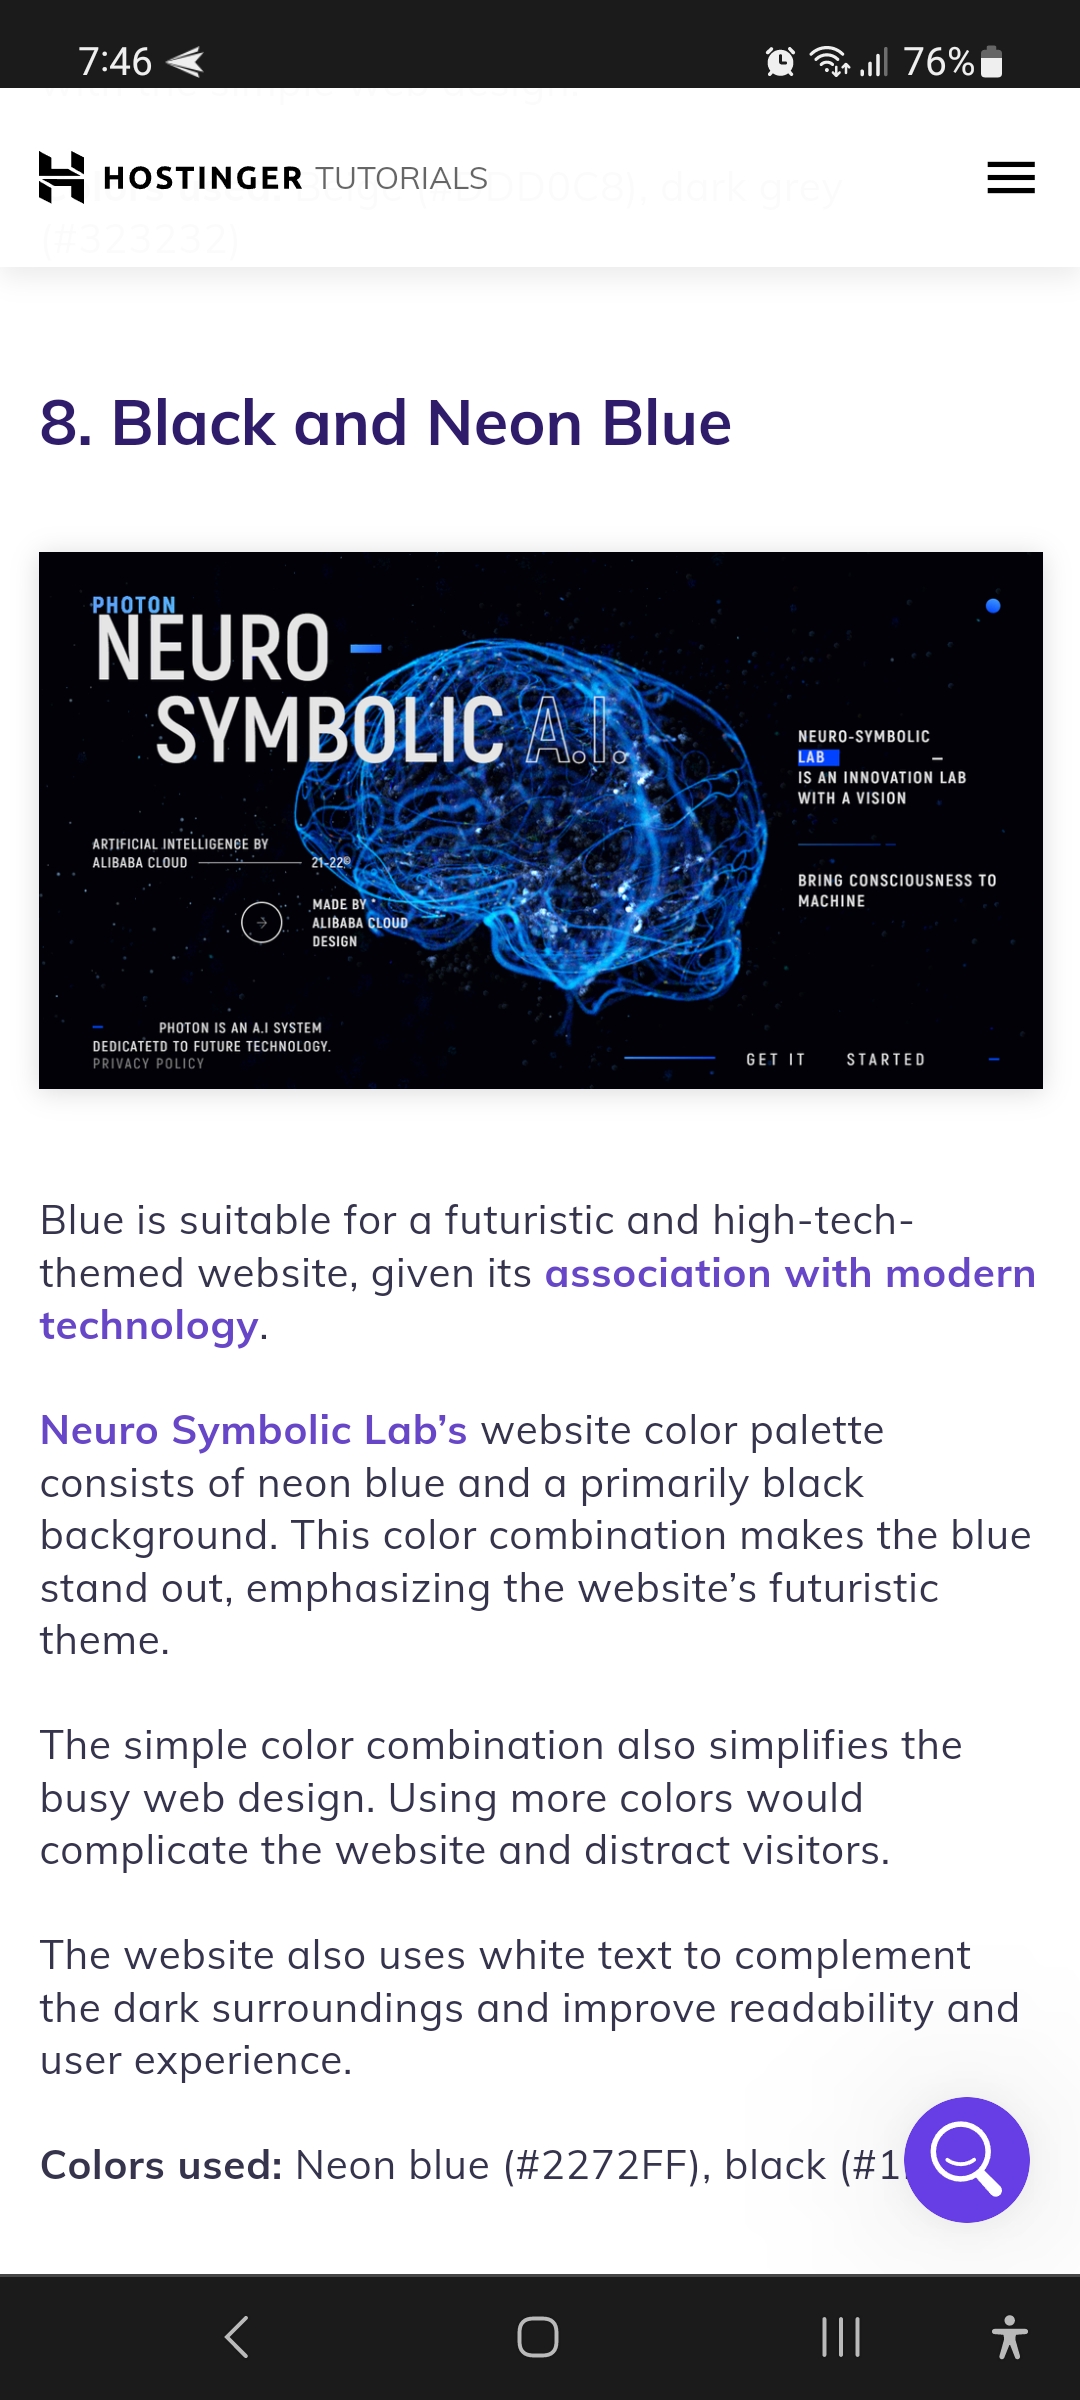 7:46 76%
HOSTINGER TUTORIALS
dark grey
(#323232)
8. Black and Neon Blue
PHOTON
NEURO
SYMBOLIC A.I.
NEURO-SYMBOLIC
LAB
IS AN INNOVATION LAB
WITH A VISION
ARTIFICIAL INTELLIGENCE BY
ALIBABA CLOUD 21-22©
BRING CONSCIOUSNESS TO
MACHINE
MADE BY
ALIBABA CLOUD
DESIGN
PHOTON IS AN A.I SYSTEM
DEDICATETD TO FUTURE TECHNOLOGY.
PRIVACY POLICY
GET IT STARTED
Blue is suitable for a futuristic and high-tech-
themed website, given its association with modern
technology.
Neuro Symbolic Lab’s website color palette
consists of neon blue and a primarily black
background. This color combination makes the blue
stand out, emphasizing the website’s futuristic
theme.
The simple color combination also simplifies the
busy web design. Using more colors would
complicate the website and distract visitors.
The website also uses white text to complement
the dark surroundings and improve readability and
user experience.
Colors used: Neon blue (#2272FF), black (#1